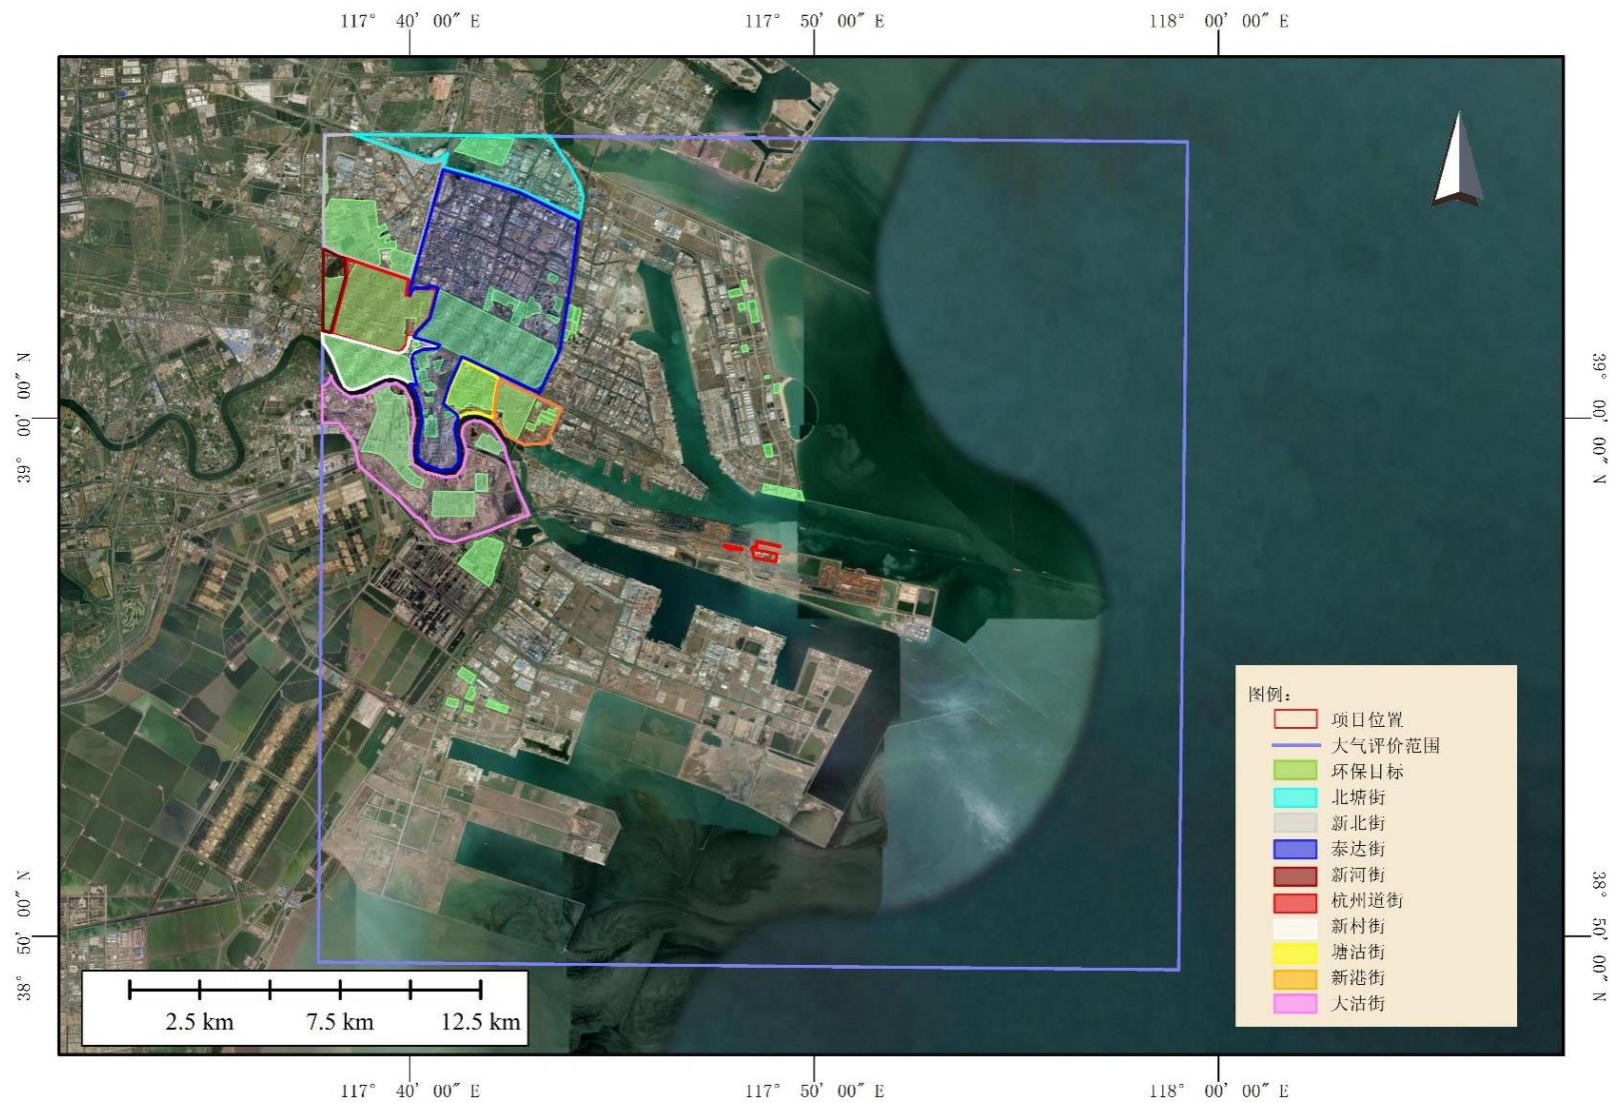 117° 40′ 00″ E
117° 50′ 00″ E
118° 00′ 00″ E
39° 00′ 00″ N
39° 00′ 00″ N
图例:
项目位置
大气评价范围
环保目标
北塘街
新北街
泰达街
新河街
杭州道街
新村街
塘沽街
新港街
大沽街
38° 50′ 00″ N
38° 50′ 00″ N
2.5 km 7.5 km 12.5 km
117° 40′ 00″ E
117° 50′ 00″ E
118° 00′ 00″ E